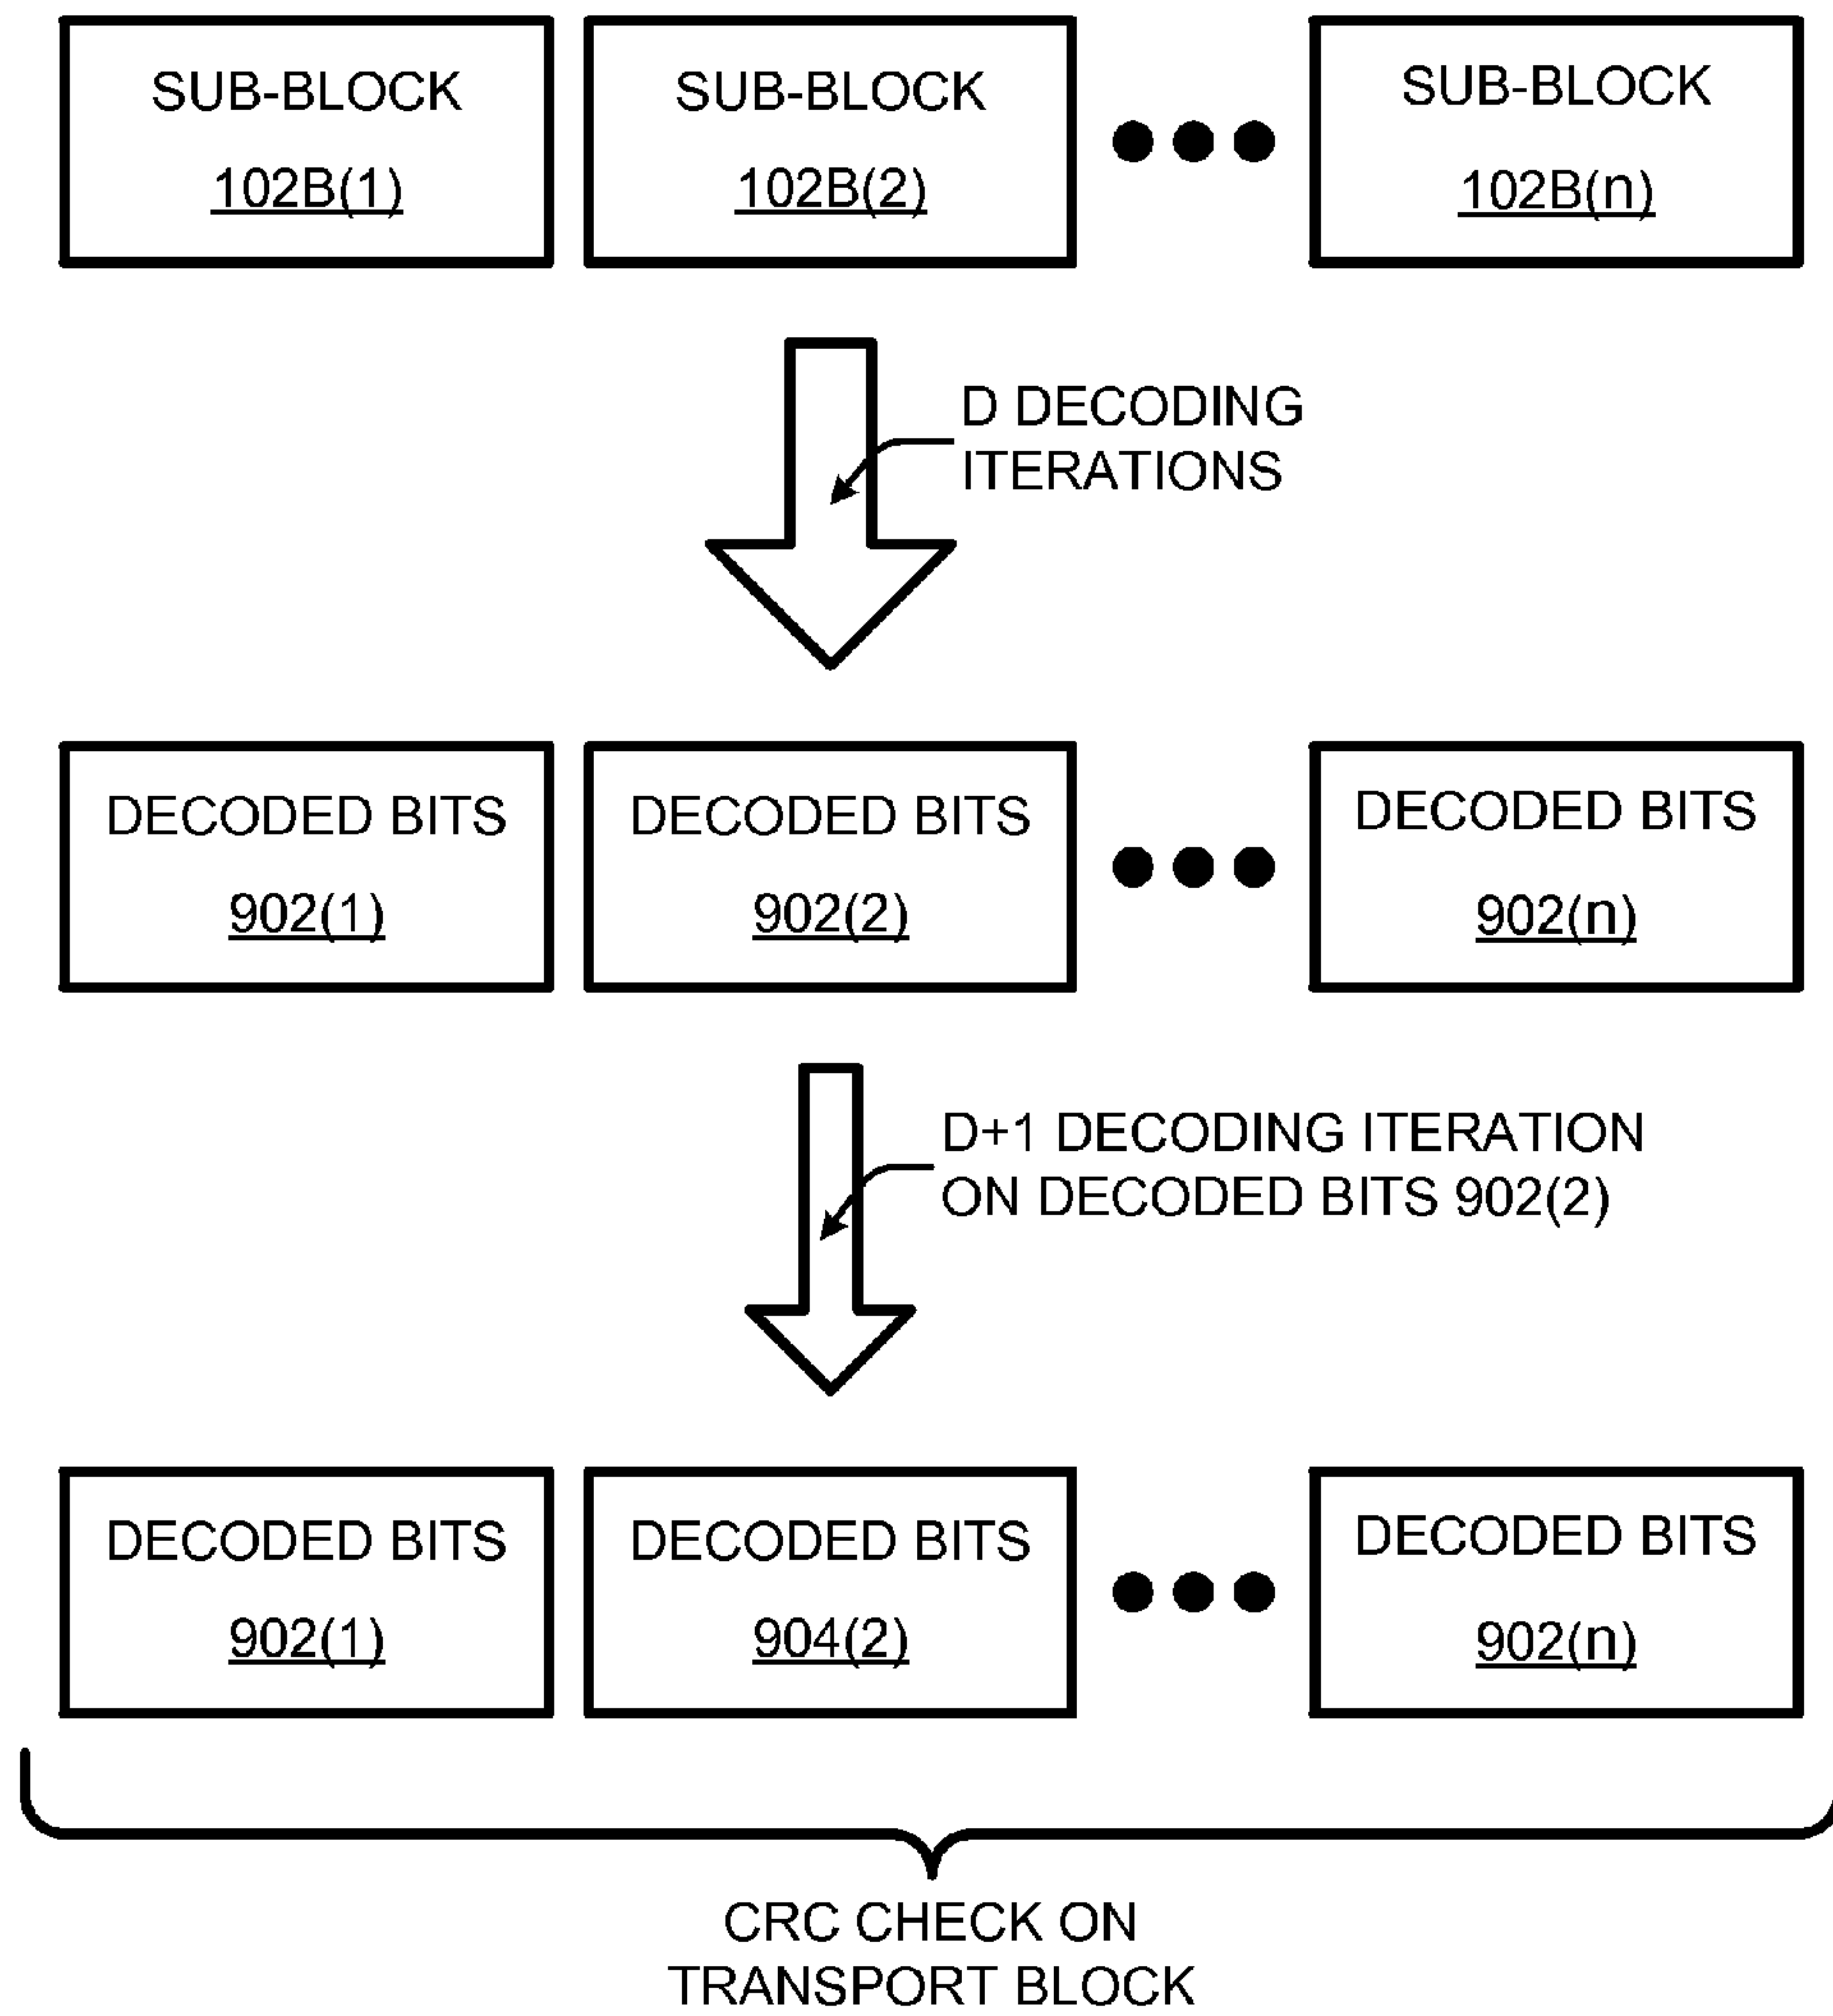 SUB-BLOCK
102B(1)
SUB-BLOCK
102B(2)
SUB-BLOCK
102B(n)
D DECODING
ITERATIONS
DECODED BITS
902(1)
DECODED BITS
902(2)
DECODED BITS
902(n)
D+1 DECODING ITERATION
ON DECODED BITS 902(2)
DECODED BITS
902(1)
DECODED BITS
904(2)
DECODED BITS
902(n)
CRC CHECK ON
TRANSPORT BLOCK